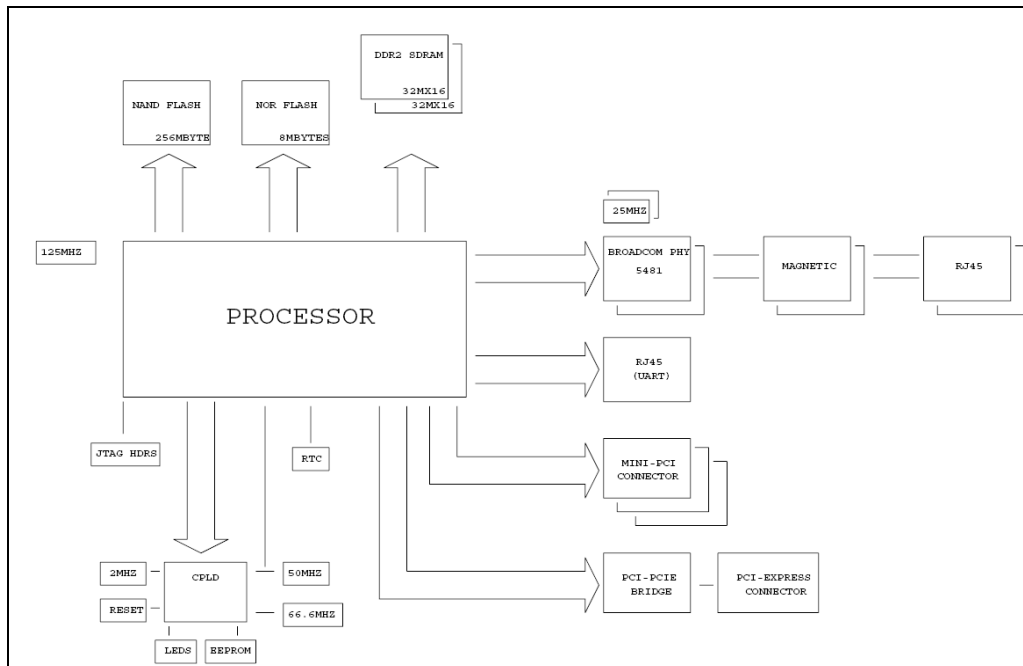 DDR2 SDRAM
32MX16
32MX16
NAND FLASH
256MBYTE
NOR FLASH
8MBYTES
25MHZ
125MHZ
BROADCOM PHY
5481
MAGNETIC
RJ45
PROCESSOR
RJ45
(UART)
JTAG HDRS
RTC
MINI-PCI
CONNECTOR
2MHZ
CPLD
50MHZ
PCI-PCIE
BRIDGE
PCI-EXPRESS
CONNECTOR
RESET
66.6MHZ
LEDS
EEPROM